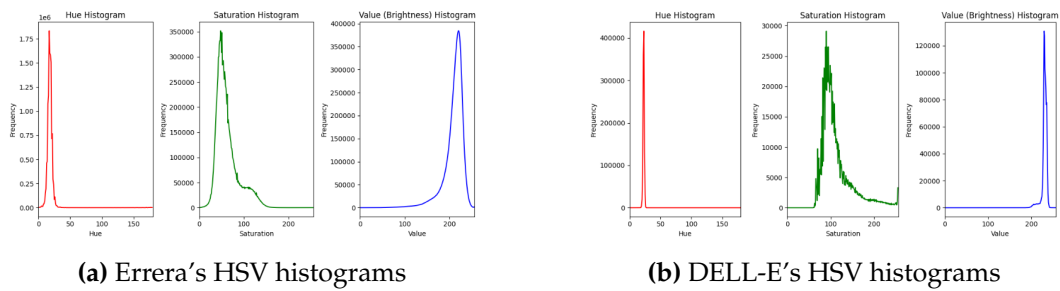 Hue Histogram
1e6
1.75
1.50
1.25
1.00
0.75
0.50
0.25
0.00
Frequency
0 50 100 150
Hue
Saturation Histogram
350000
300000
250000
200000
150000
100000
50000
0
Frequency
0 100 200
Saturation
Value (Brightness) Histogram
400000
350000
300000
250000
200000
150000
100000
50000
0
Frequency
0 100 200
Value
(a) Errera's HSV histograms
Hue Histogram
400000
300000
200000
100000
0
Frequency
0 50 100 150
Hue
Saturation Histogram
30000
25000
20000
15000
10000
5000
0
Frequency
0 100 200
Saturation
Value (Brightness) Histogram
120000
100000
80000
60000
40000
20000
0
Frequency
0 100 200
Value
(b) DELL-E's HSV histograms